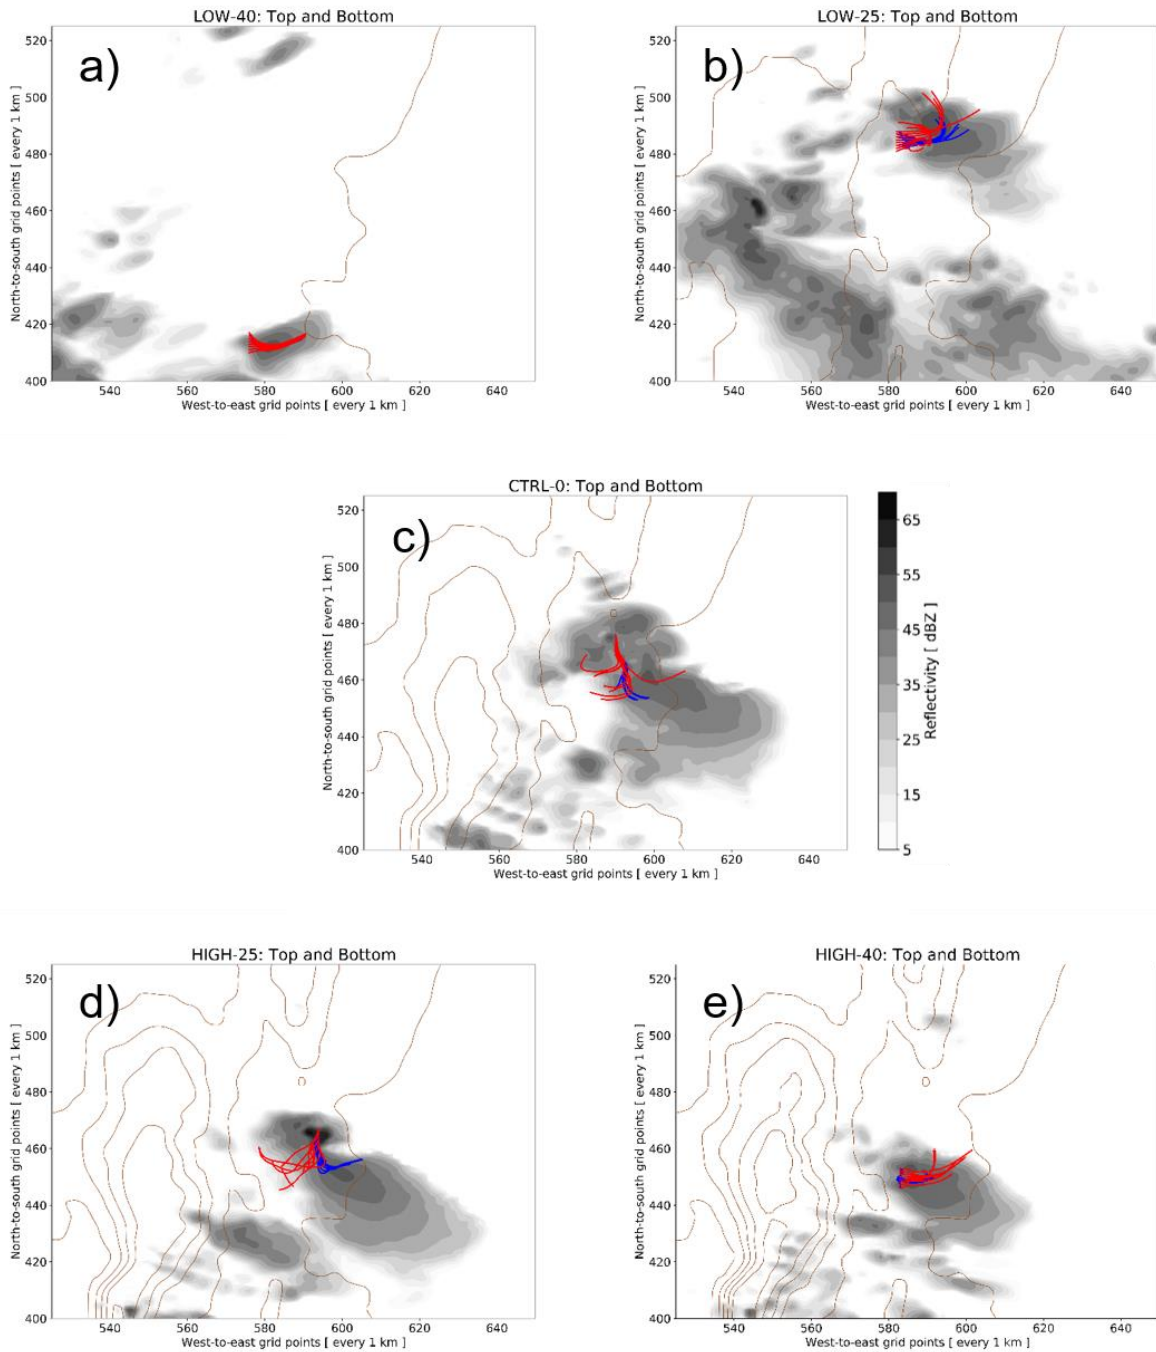 LOW-40: Top and Bottom
a)
North-to-south grid points [ every 1 km ]
520
500
480
460
440
420
400
540 560 580 600 620 640
West-to-east grid points [ every 1 km ]
LOW-25: Top and Bottom
b)
North-to-south grid points [ every 1 km ]
520
500
480
460
440
420
400
540 560 580 600 620 640
West-to-east grid points [ every 1 km ]
CTRL-0: Top and Bottom
c)
North-to-south grid points [ every 1 km ]
520
500
480
460
440
420
400
540 560 580 600 620 640
West-to-east grid points [ every 1 km ]
65
55
45
35
25
15
5
Reflectivity [ dBZ ]
HIGH-25: Top and Bottom
d)
North-to-south grid points [ every 1 km ]
520
500
480
460
440
420
400
540 560 580 600 620 640
West-to-east grid points [ every 1 km ]
HIGH-40: Top and Bottom
e)
North-to-south grid points [ every 1 km ]
520
500
480
460
440
420
400
540 560 580 600 620 640
West-to-east grid points [ every 1 km ]